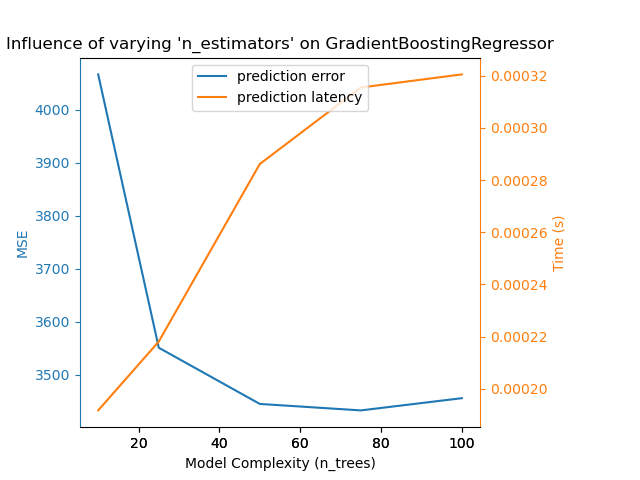 Influence of varying 'n_estimators' on GradientBoostingRegressor
prediction error
prediction latency
MSE
4000
3900
3800
3700
3600
3500
0.00032
0.00030
0.00028
0.00026
0.00024
0.00022
0.00020
Time (s)
20 40 60 80 100
Model Complexity (n_trees)